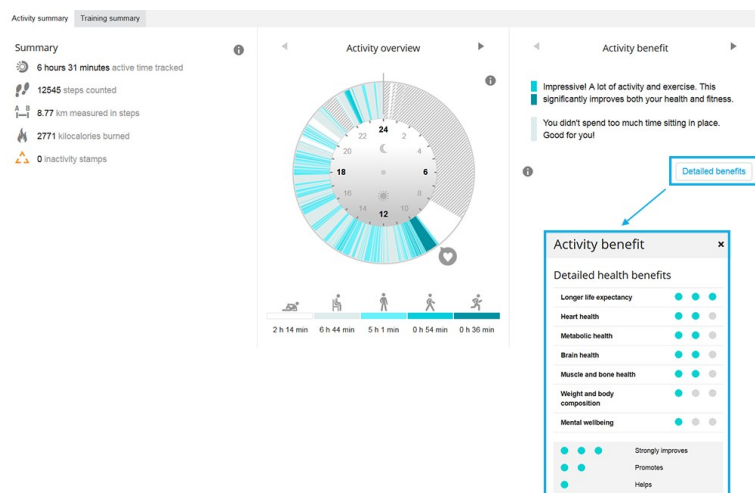 Activity summary
Training summary
Summary
6 hours 31 minutes active time tracked
12545 steps counted
A B
8.77 km measured in steps
2771 kilocalories burned
0 inactivity stamps
Activity overview
24
22
2
20
4
18
6
16
8
14
10
12
2 h 14 min
6 h 44 min
5 h 1 min
0 h 54 min
0 h 36 min
Activity benefit
Impressive! A lot of activity and exercise. This
significantly improves both your health and fitness.
You didn't spend too much time sitting in place.
Good for you!
Detailed benefits
Activity benefit
Detailed health benefits
Longer life expectancy
Heart health
Metabolic health
Brain health
Muscle and bone health
Weight and body
composition
Mental wellbeing
Strongly improves
Promotes
Helps